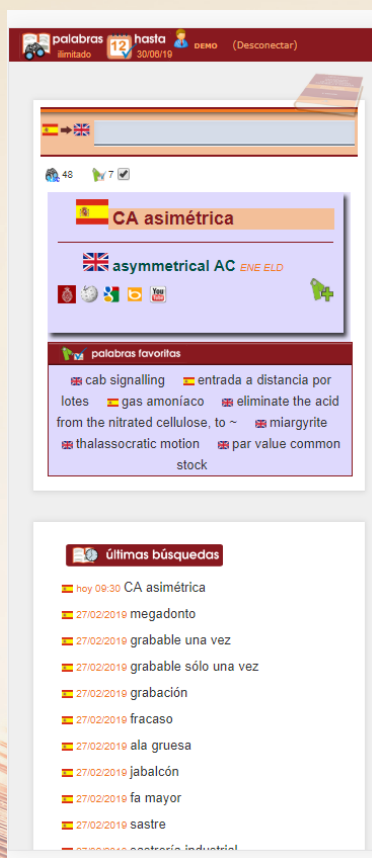 palabras
ilimitado
12
hasta
30/06/19
DEMO (Desconectar)
48 7
CA asimétrica
asymmetrical AC ENE ELD
You
palabras favoritas
cab signalling entrada a distancia por
lotes gas amoníaco eliminate the acid
from the nitrated cellulose, to ~ miargyrite
thalassocratic motion par value common
stock
últimas búsquedas
hoy 09:30 CA asimétrica
27/02/2019 megadonto
27/02/2019 grabable una vez
27/02/2019 grabable sólo una vez
27/02/2019 grabación
27/02/2019 fracaso
27/02/2019 ala gruesa
27/02/2019 jabalcón
27/02/2019 fa mayor
27/02/2019 sastre